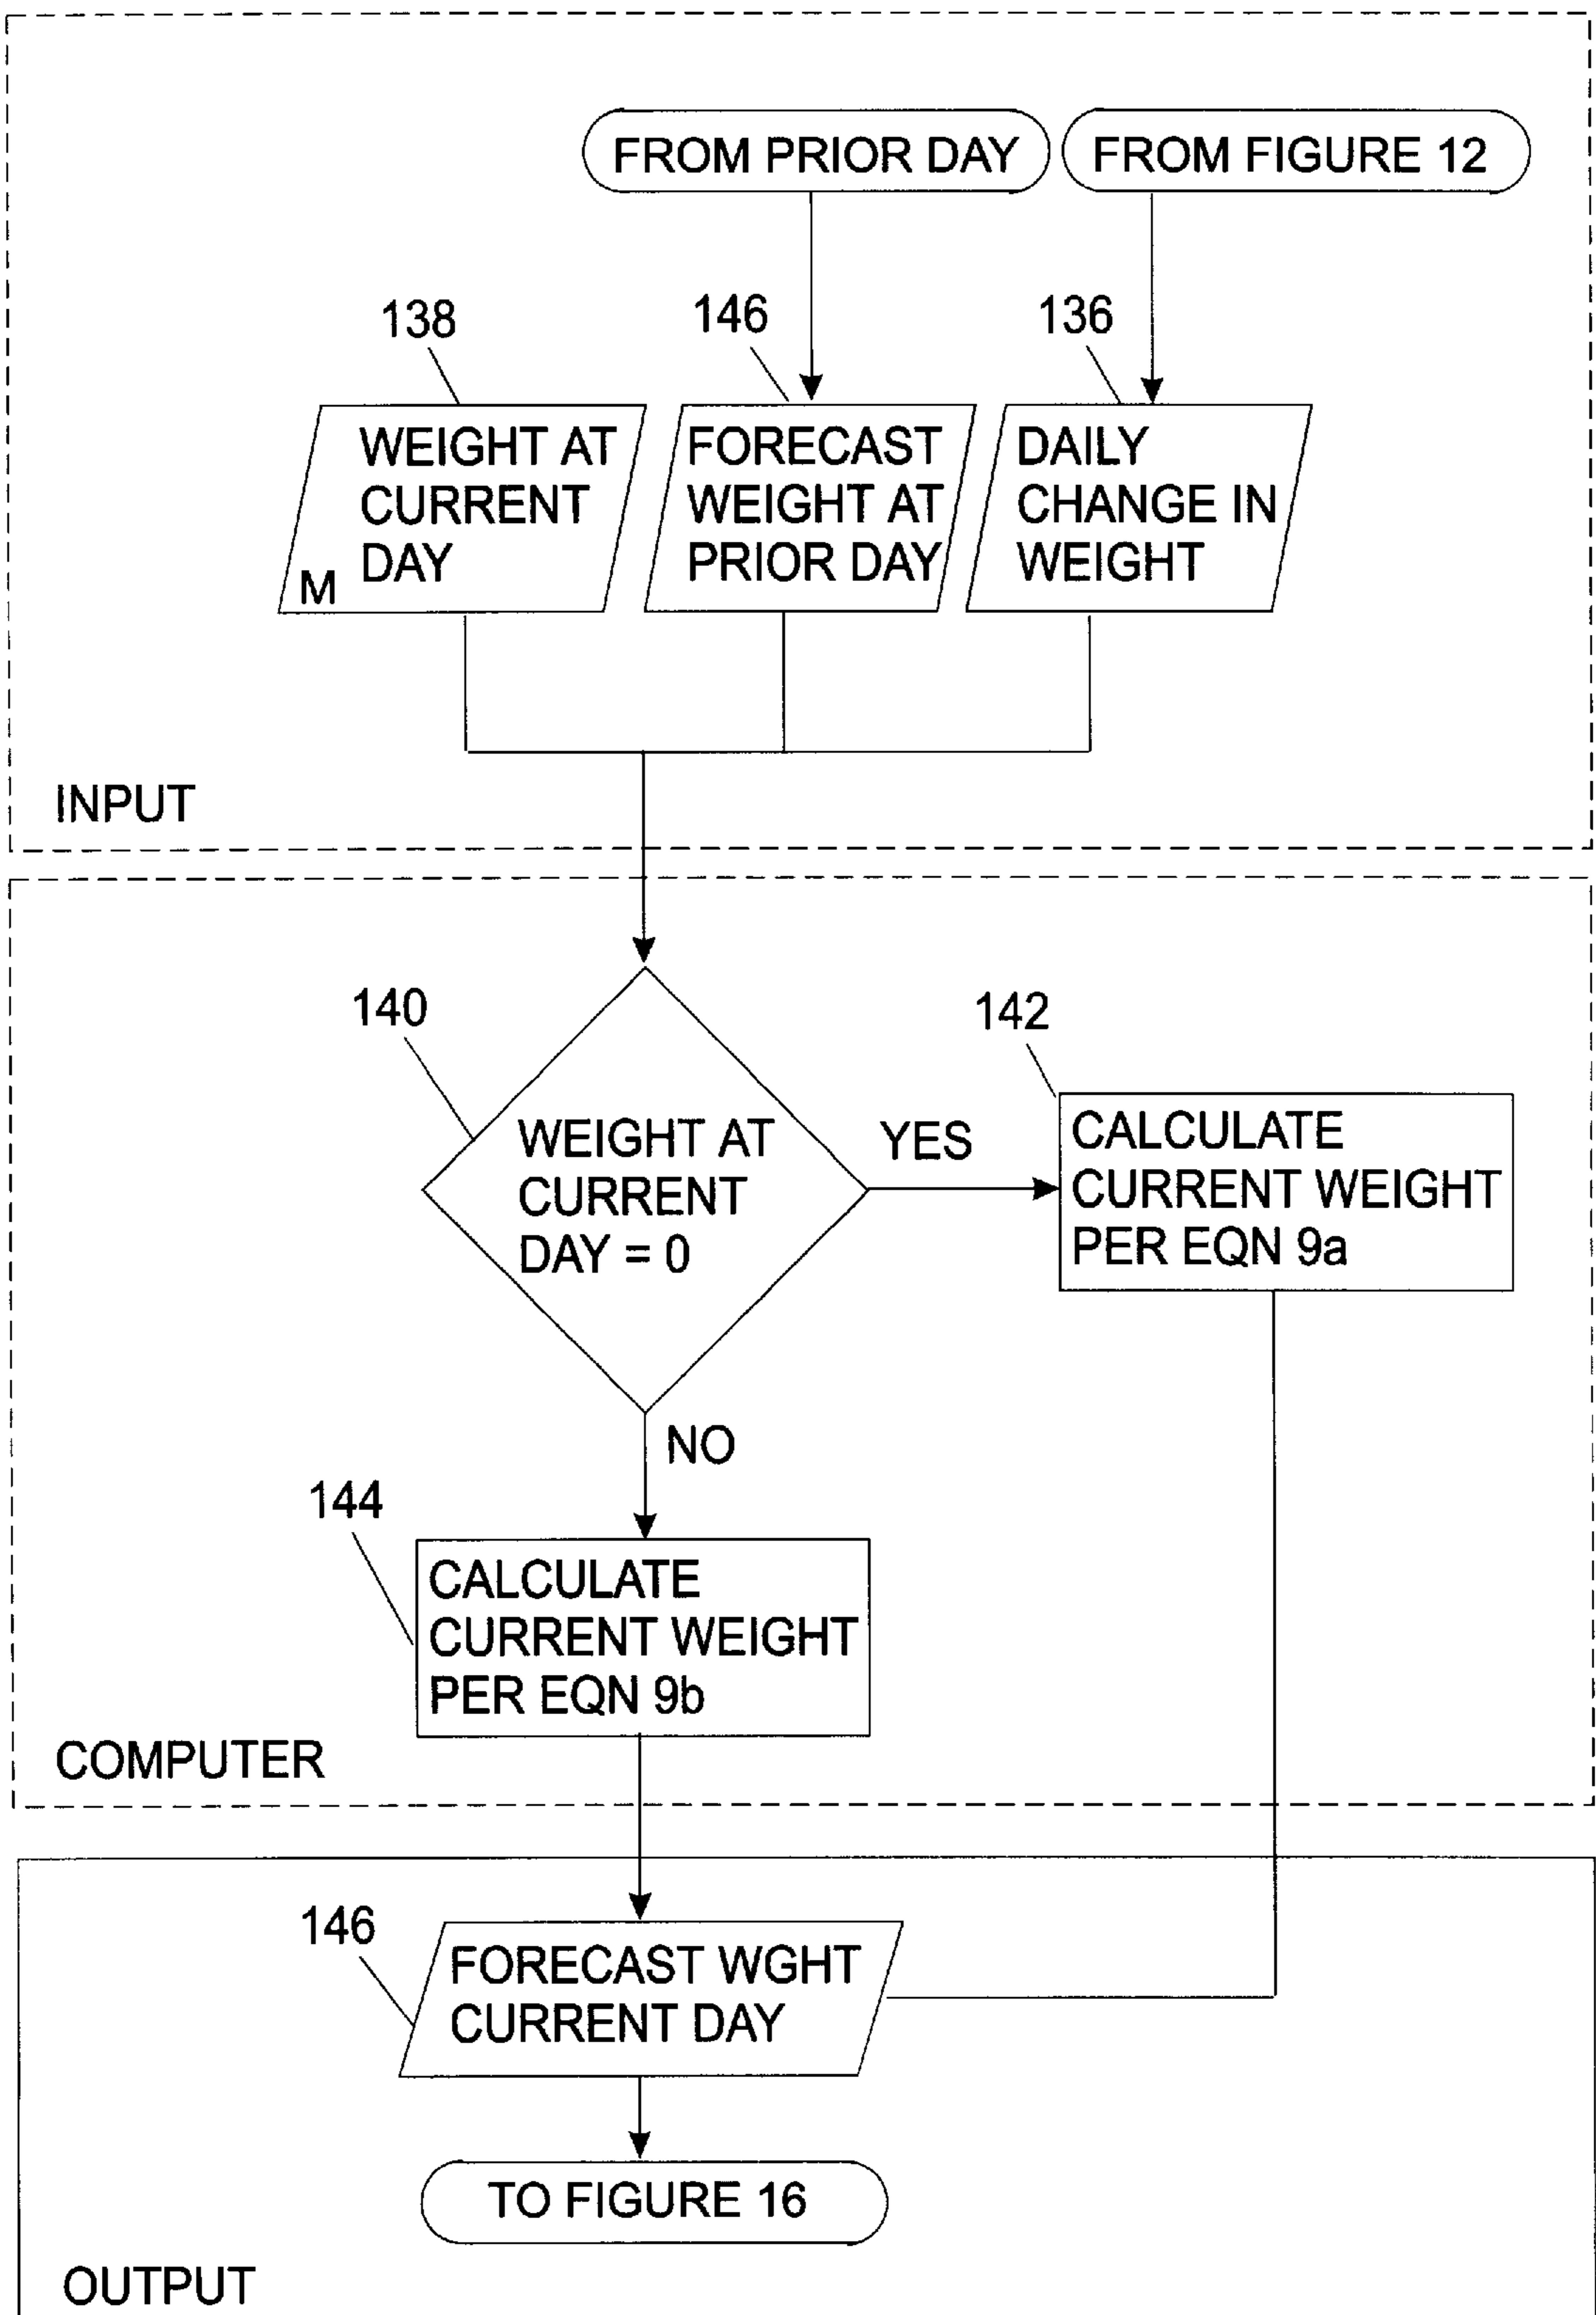 FROM PRIOR DAY
FROM FIGURE 12
138
146
136
WEIGHT AT
CURRENT
DAY
M
FORECAST
WEIGHT AT
PRIOR DAY
DAILY
CHANGE IN
WEIGHT
INPUT
140
142
WEIGHT AT
CURRENT
DAY = 0
YES
CALCULATE
CURRENT WEIGHT
PER EQN 9a
NO
144
CALCULATE
CURRENT WEIGHT
PER EQN 9b
COMPUTER
146
FORECAST WGHT
CURRENT DAY
TO FIGURE 16
OUTPUT